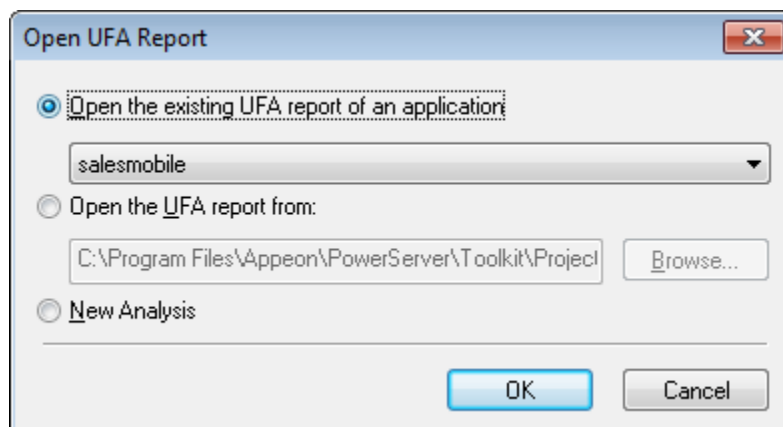 Open UFA Report
Open the existing UFA report of an application
salesmobile
Open the UFA report from:
C:\Program Files\Appeon\PowerServer\Toolkit\Projec
Browse...
New Analysis
OK
Cancel